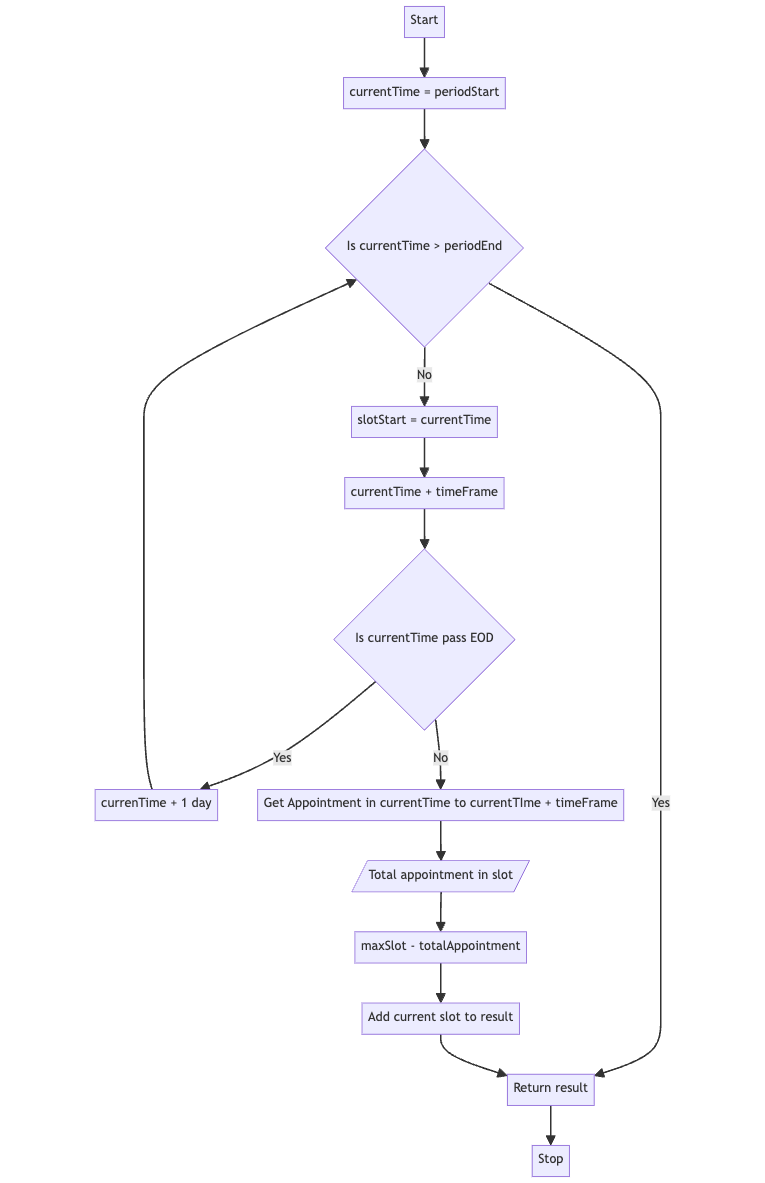 Start
currentTime = periodStart
Is currentTime > periodEnd
No
slotStart = currentTime
currentTime + timeFrame
Is currentTime pass EOD
Yes
No
currenTime + 1 day
Get Appointment in currentTime to currentTIme + timeFrame
Yes
Total appointment in slot
maxSlot - totalAppointment
Add current slot to result
Return result
Stop